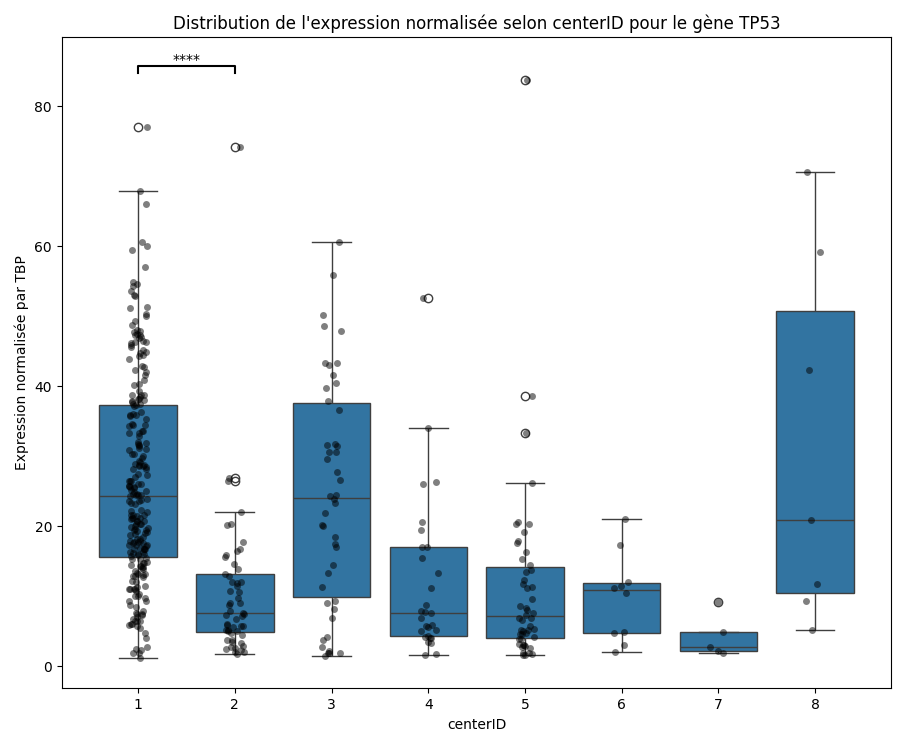 Distribution de l'expression normalisée selon centerID pour le gène TP53
****
80
60
40
20
0
Expression normalisée par TBP
1 2 3 4 5 6 7 8
centerID